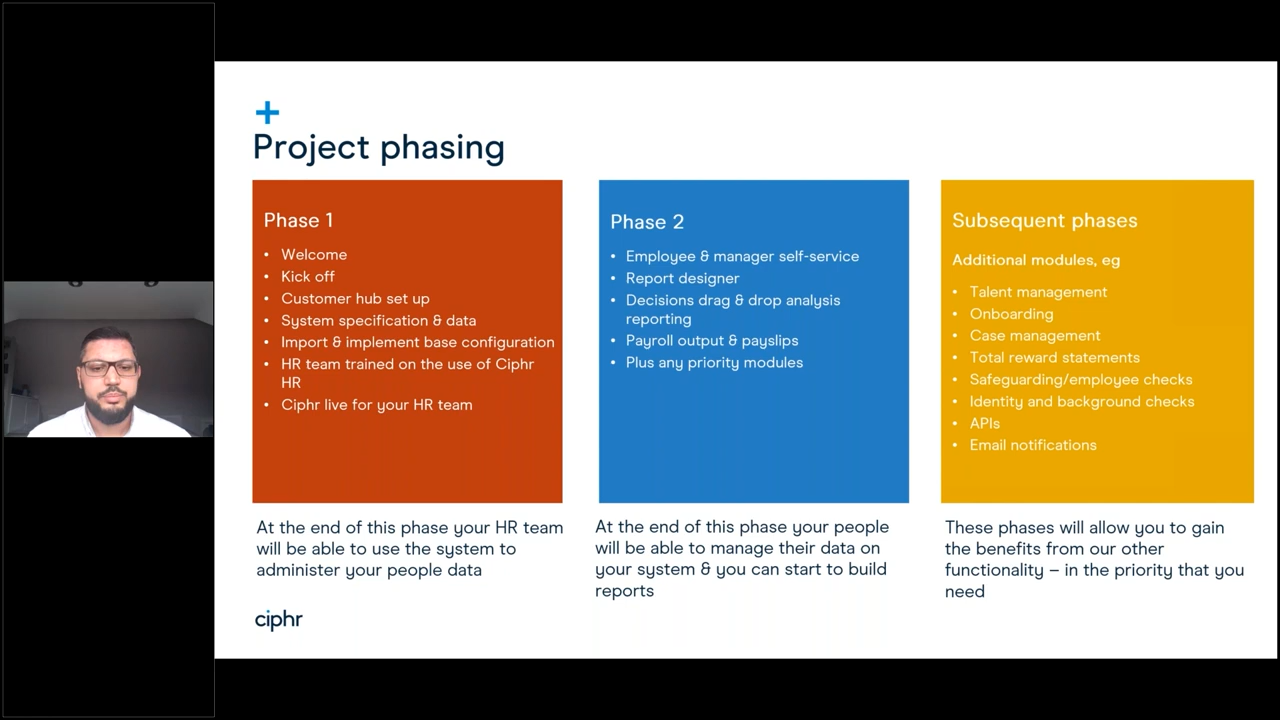 Project phasing
Phase 1
• Welcome
• Kick off
• Customer hub set up
• System specification & data
• Import & implement base configuration
• HR team trained on the use of Ciphr
HR
• Ciphr live for your HR team
At the end of this phase your HR team
will be able to use the system to
administer your people data
Phase 2
• Employee & manager self-service
• Report designer
• Decisions drag & drop analysis
reporting
• Payroll output & payslips
• Plus any priority modules
At the end of this phase your people
will be able to manage their data on
your system & you can start to build
reports
Subsequent phases
Additional modules, eg
• Talent management
• Onboarding
• Case management
• Total reward statements
• Safeguarding/employee checks
• Identity and background checks
• APIs
• Email notifications
These phases will allow you to gain
the benefits from our other
functionality – in the priority that you
need
ciphr